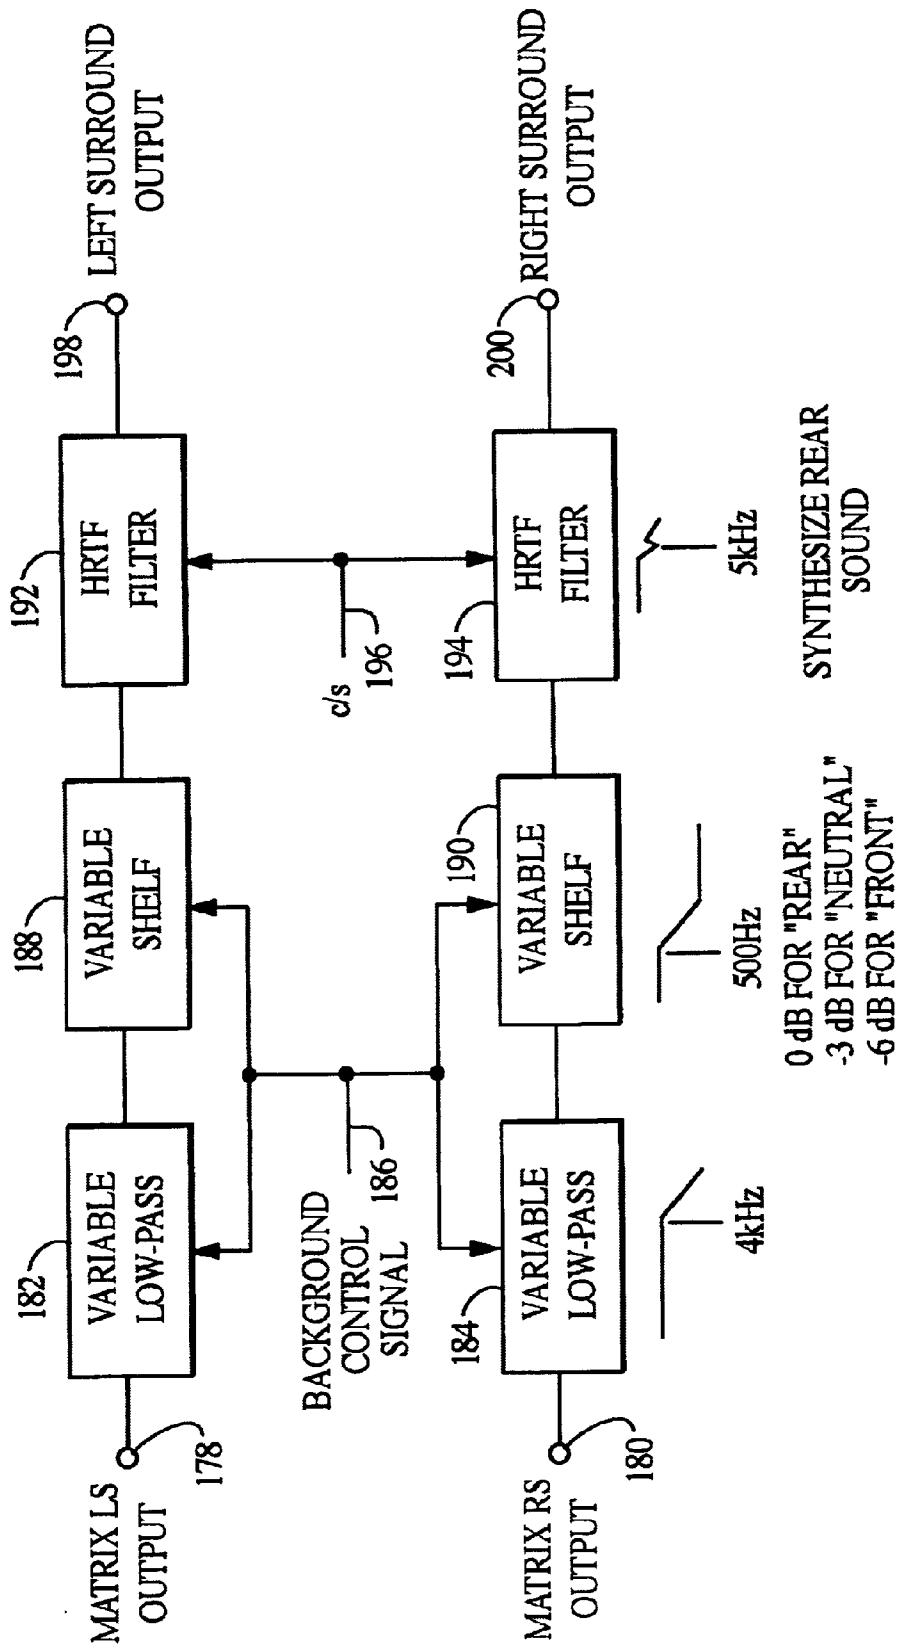 MATRIX LS
OUTPUT
178
182
VARIABLE
LOW-PASS
188
VARIABLE
SHELF
192
HRTF
FILTER
198
LEFT SURROUND
OUTPUT
BACKGROUND
CONTROL
SIGNAL
186
c/s
196
MATRIX RS
OUTPUT
180
184
VARIABLE
LOW-PASS
190
VARIABLE
SHELF
194
HRTF
FILTER
200
RIGHT SURROUND
OUTPUT
4kHz
500Hz
0 dB FOR "REAR"
-3 dB FOR "NEUTRAL"
-6 dB FOR "FRONT"
5kHz
SYNTHESIZE REAR
SOUND